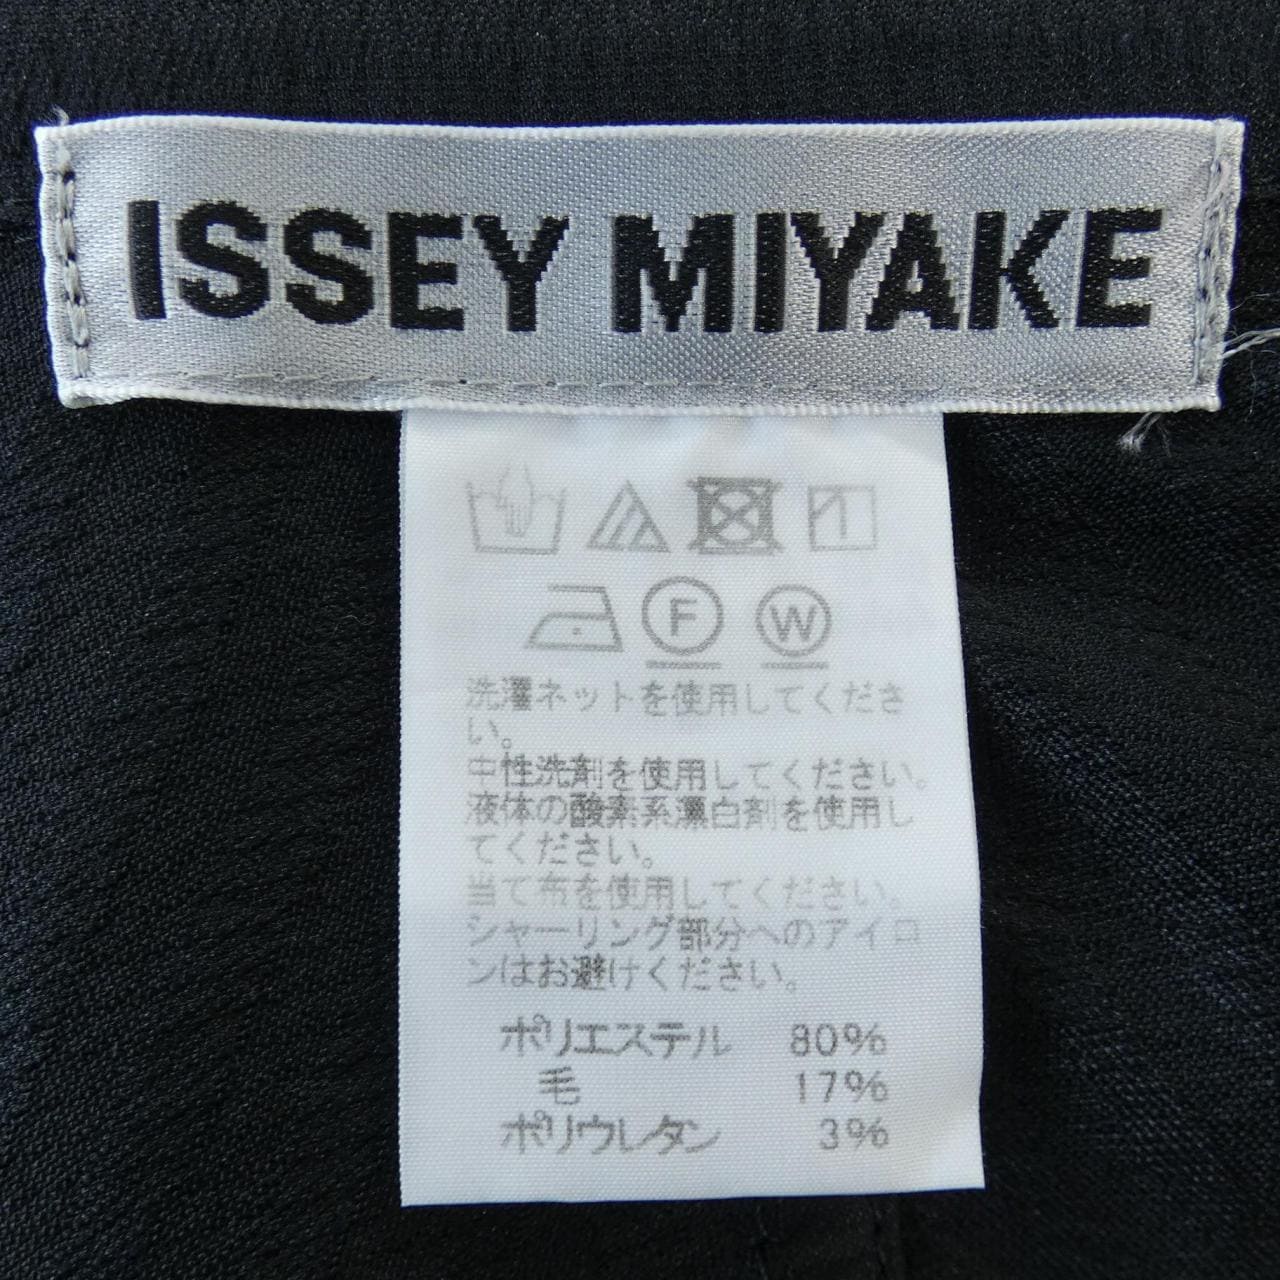 ISSEY MIYAKE
F W
洗濯ネットを使用してくださ
い。
中性洗剤を使用してください。
液体の酸素系漂白剤を使用し
てください。
当て布を使用してください。
シャーリング部分へのアイロ
ンはお避けください。
ポリエステル 80%
毛 17%
ポリウレタン 3%